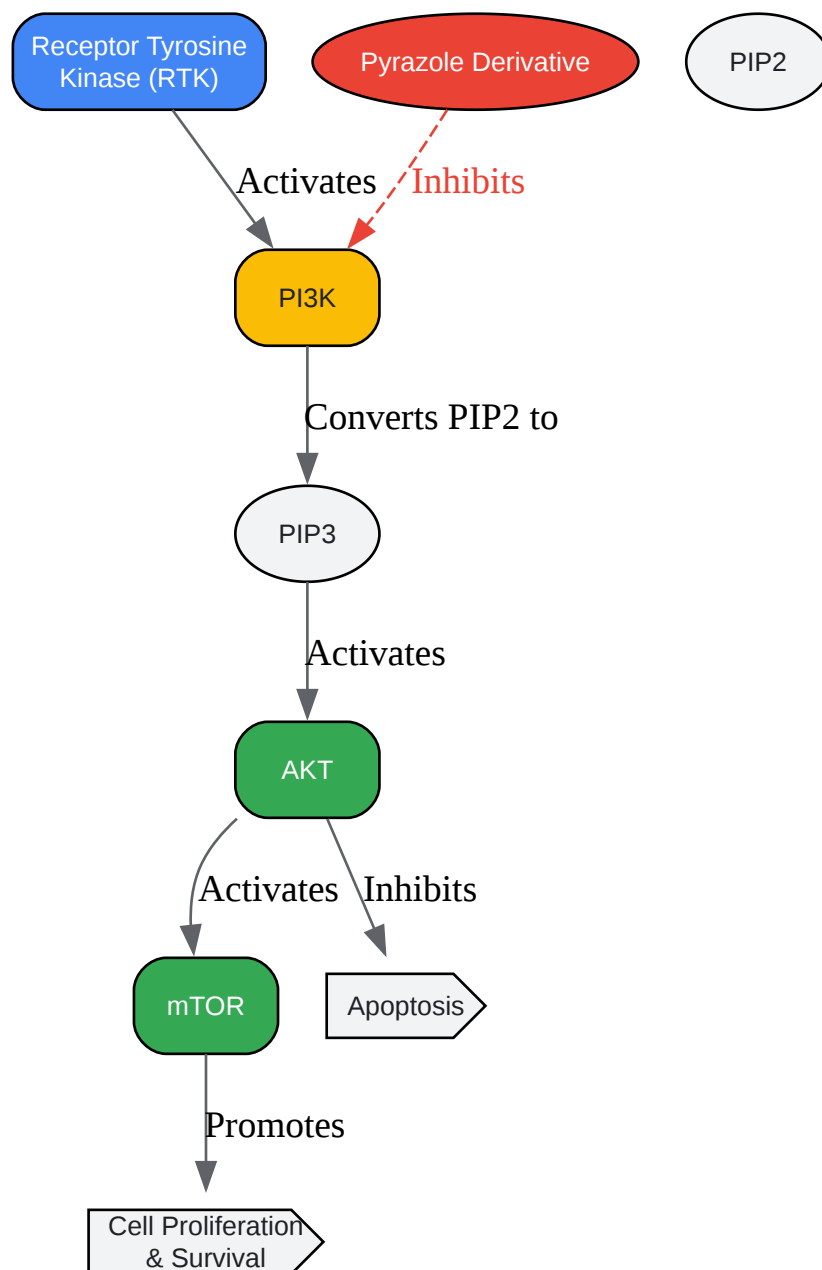 Receptor Tyrosine
Kinase (RTK)
Pyrazole Derivative
PIP2
Activates
Inhibits
PI3K
Converts PIP2 to
PIP3
Activates
AKT
Activates
Inhibits
mTOR
Apoptosis
Promotes
Cell Proliferation
& Survival